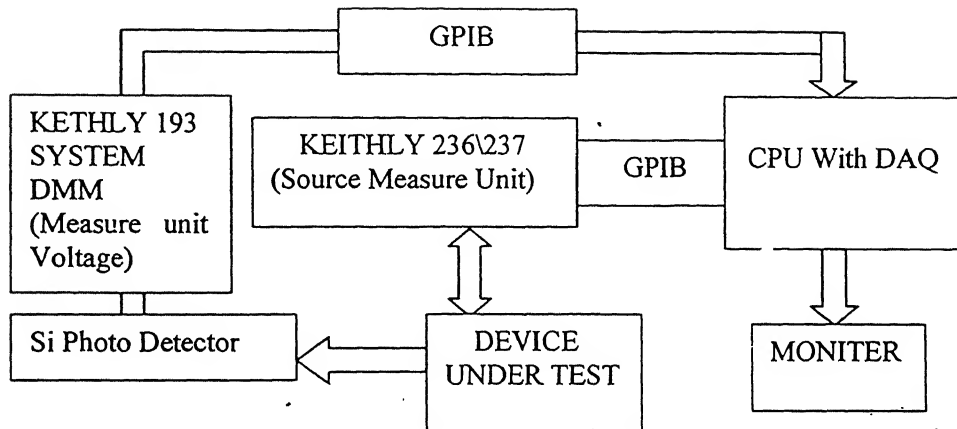 GPIB
KETHLY 193
SYSTEM
DMM
(Measure unit
Voltage)
KEITHLY 236\237
(Source Measure Unit)
GPIB
CPU With DAQ
Si Photo Detector
DEVICE
UNDER TEST
MONITER